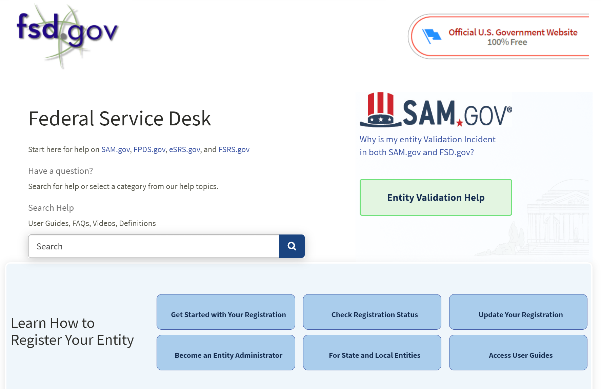 fsd.gov
Official U.S. Government Website
100% Free
SAM.GOV®
Federal Service Desk
Why is my entity Validation Incident
in both SAM.gov and FSD.gov?
Start here for help on SAM.gov, FPDS.gov, eSRS.gov, and FSRS.gov
Have a question?
Search for help or select a category from our help topics.
Entity Validation Help
Search Help
User Guides, FAQs, Videos, Definitions
Search
Learn How to
Register Your Entity
Get Started with Your Registration
Check Registration Status
Update Your Registration
Become an Entity Administrator
For State and Local Entities
Access User Guides